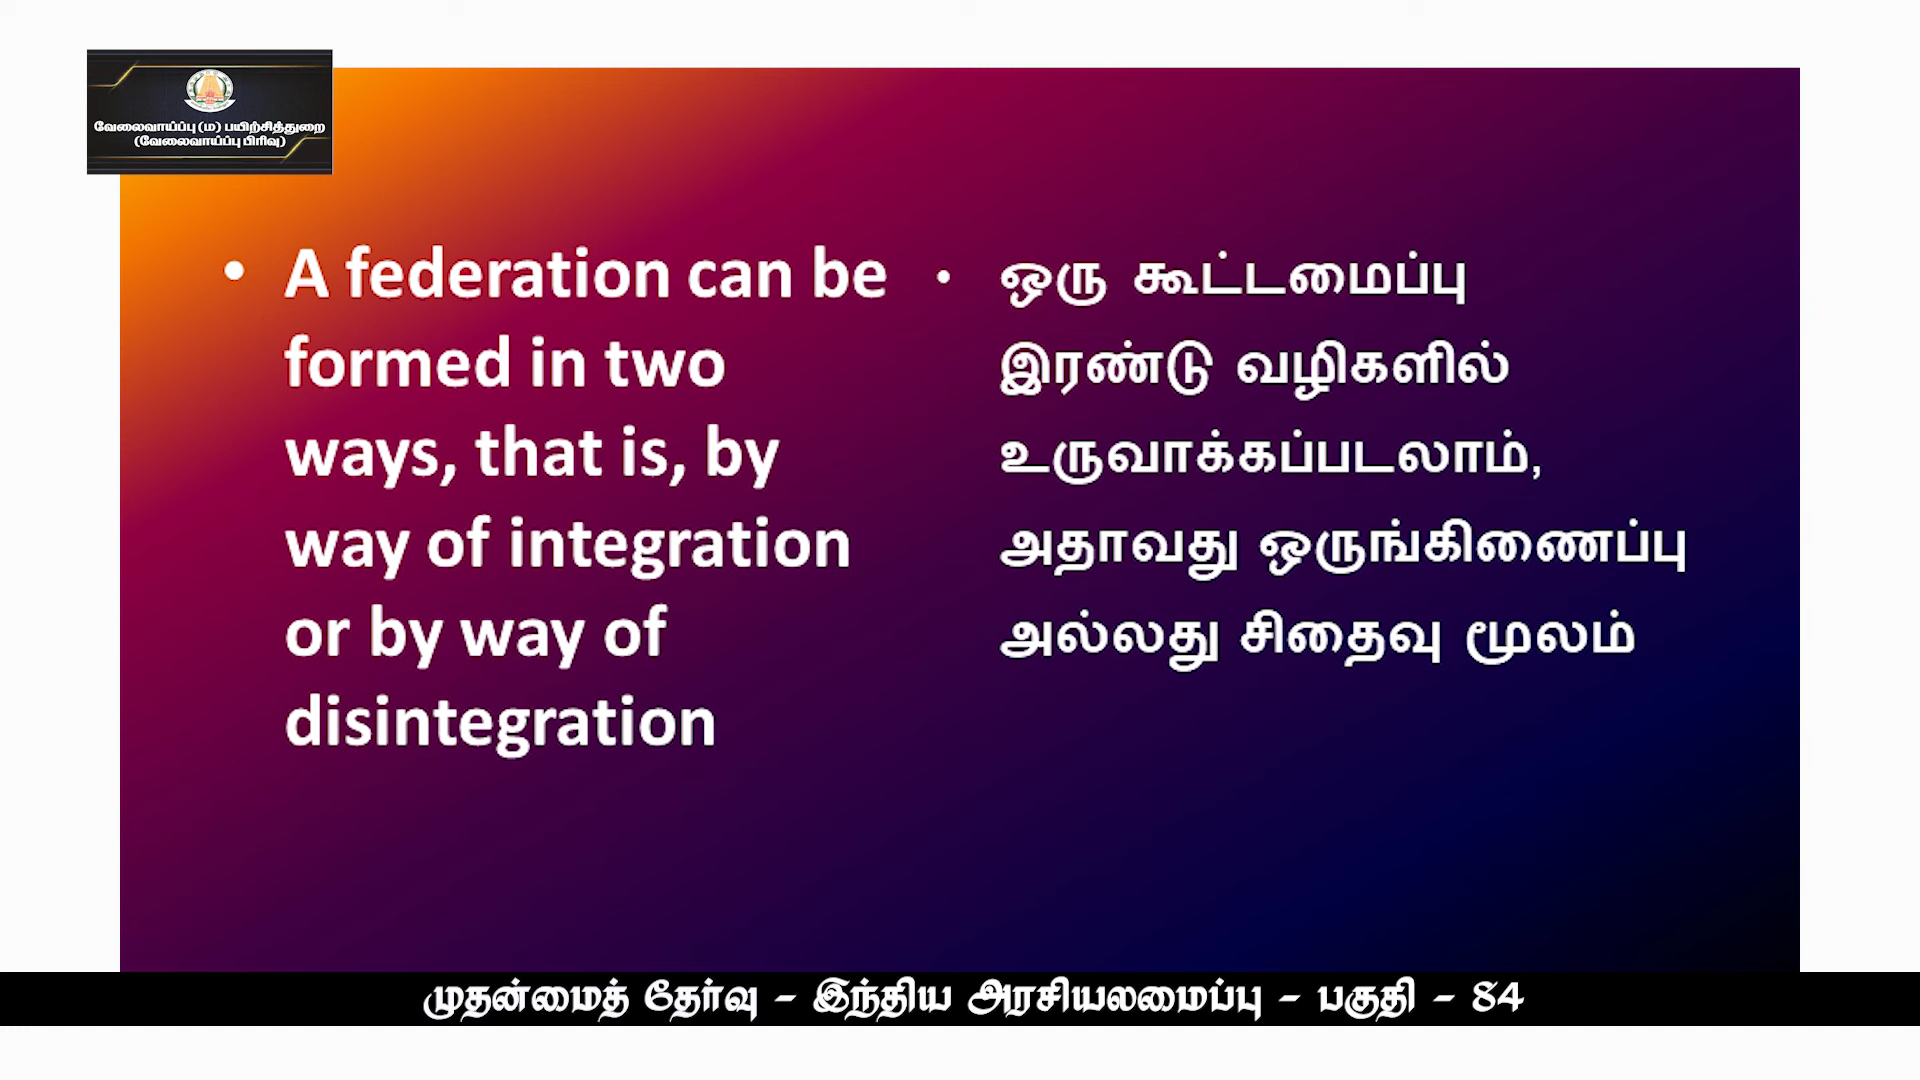 வேலைவாய்ப்பு (ம) பயிற்சித்துறை
(வேலைவாய்ப்பு பிரிவு)
• A federation can be
formed in two
ways, that is, by
way of integration
or by way of
disintegration
• ஒரு கூட்டமைப்பு
இரண்டு வழிகளில்
உருவாக்கப்படலாம்,
அதாவது ஒருங்கிணைப்பு
அல்லது சிதைவு மூலம்
முதன்மைத் தேர்வு - இந்திய அரசியலமைப்பு - பகுதி - 84